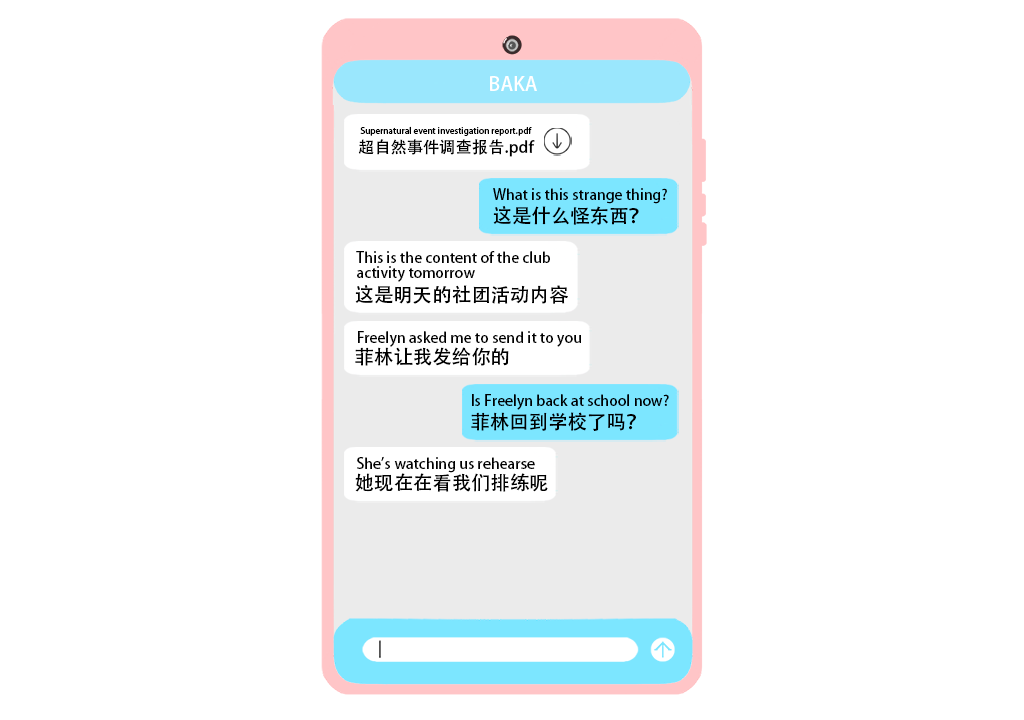 BAKA
Supernatural event investigation report.pdf
超自然事件调查报告.pdf
What is this strange thing?
这是什么怪东西?
This is the content of the club
activity tomorrow
这是明天的社团活动内容
Freelyn asked me to send it to you
菲林让我发给你的
Is Freelyn back at school now?
菲林回到学校了吗?
She's watching us rehearse
她现在在看我们排练呢